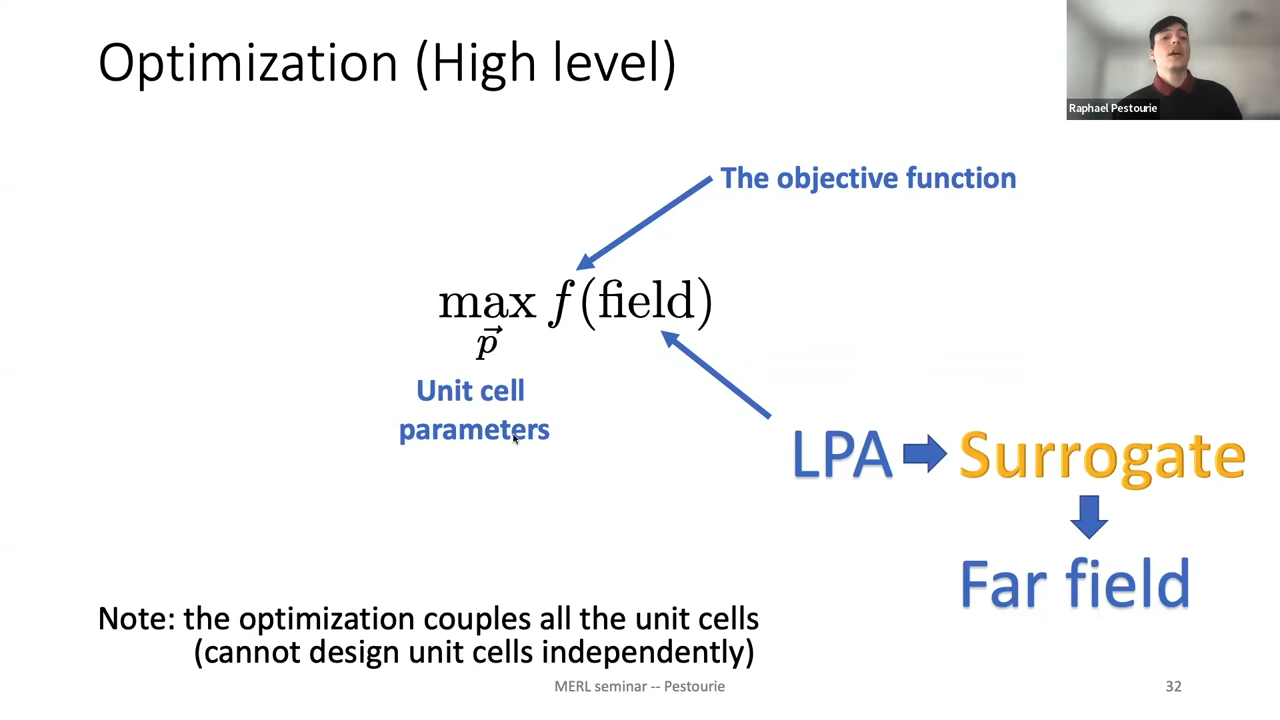 Optimization (High level)
Raphael Pestourie
The objective function
max f(field)
p⃗
Unit cell
parameters
LPA
Surrogate
Far field
Note: the optimization couples all the unit cells
(cannot design unit cells independently)
MERL seminar -- Pestourie
32